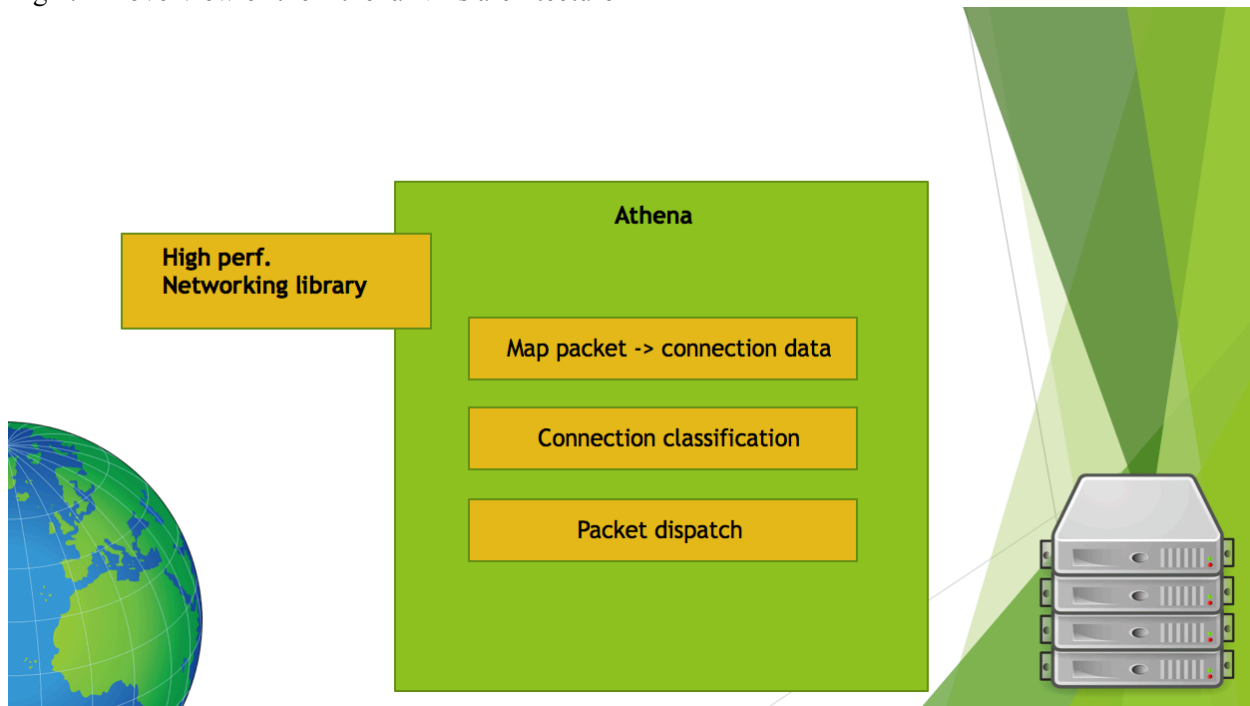 Athena
High perf.
Networking library
Map packet -> connection data
Connection classification
Packet dispatch